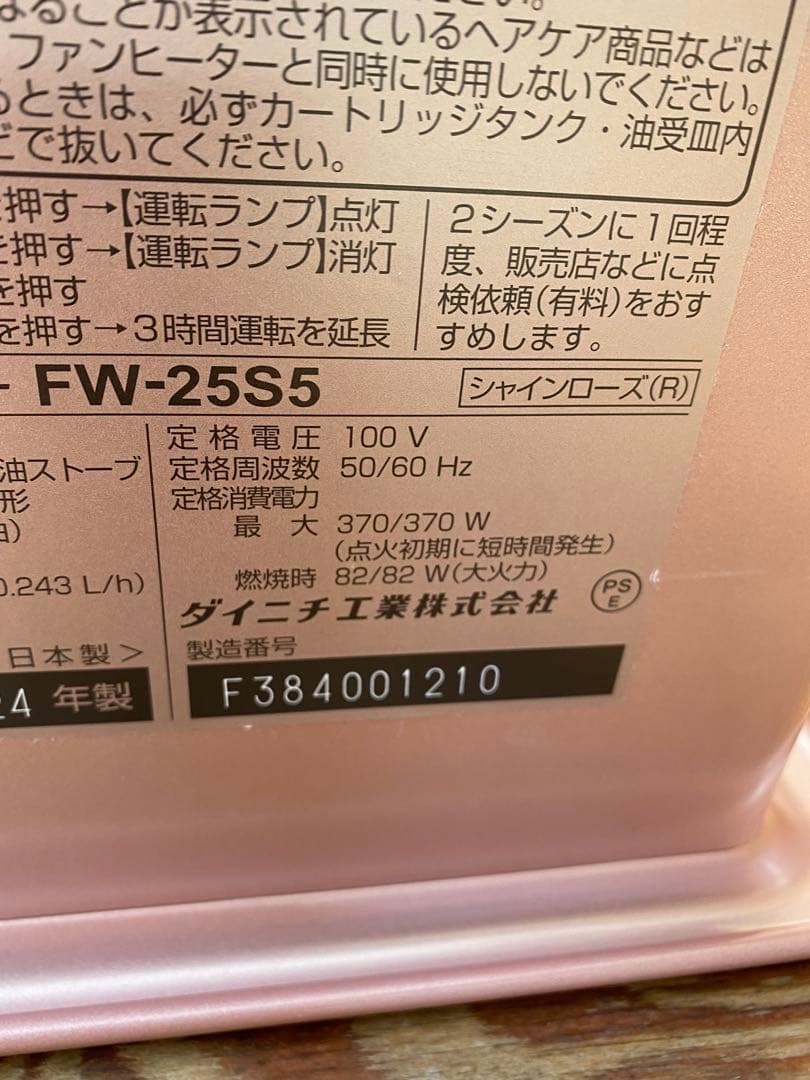 なることが表示されているヘアケア商品などは
ファンヒーターと同時に使用しないでください。
るときは、必ずカートリッジタンク・油受皿内
どで抜いてください。
を押す→【運転ランプ】点灯
を押す→【運転ランプ】消灯
を押す
を押す→3時間運転を延長
2シーズンに1回程
度、販売店などに点
検依頼(有料)をおす
すめします。
FW-25S5
シャインローズ(R)
油ストーブ
形
油)
0.243 L/h)
日本製>
24 年製
定格電圧 100 V
定格周波数 50/60 Hz
定格消費電力
最大 370/370 W
(点火初期に短時間発生)
燃焼時 82/82 W(大火力)
ダイニチ工業株式会社
PS
E
製造番号
F384001210